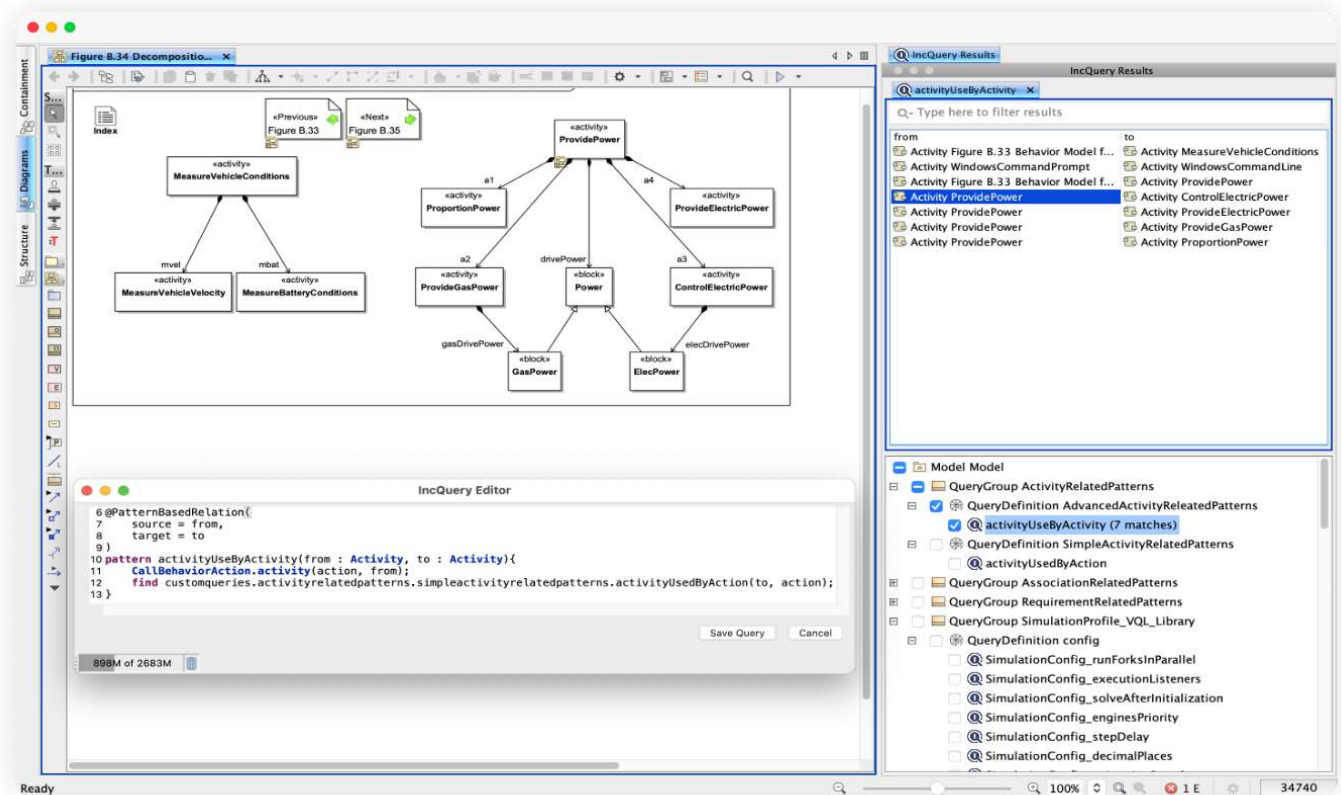 Figure B.34 Decompositio...
Containment
Diagrams
Structure
S...
T...
Index
«Previous»
Figure B.33
«Next»
Figure B.35
«activity»
MeasureVehicleConditions
mvel
mbat
«activity»
MeasureVehicleVelocity
«activity»
MeasureBatteryConditions
«activity»
ProvidePower
a1
a4
«activity»
ProportionPower
«activity»
ProvideElectricPower
a2
drivePower
a3
«activity»
ProvideGasPower
«block»
Power
«activity»
ControlElectricPower
gasDrivePower
elecDrivePower
«block»
GasPower
«block»
ElecPower
IncQuery Editor
6 @PatternBasedRelation(
7 source = from,
8 target = to
9 )
10 pattern activityUseByActivity(from : Activity, to : Activity){
11 CallBehaviorAction.activity(action, from);
12 find customqueries.activityrelatedpatterns.simpleactivityrelatedpatterns.activityUsedByAction(to, action);
13 }
Save Query
Cancel
898M of 2683M
IncQuery Results
IncQuery Results
activityUseByActivity
Type here to filter results
from to
Activity Figure B.33 Behavior Model f... Activity MeasureVehicleConditions
Activity WindowsCommandPrompt Activity WindowsCommandLine
Activity Figure B.33 Behavior Model f... Activity ProvidePower
Activity ProvidePower Activity ControlElectricPower
Activity ProvidePower Activity ProvideElectricPower
Activity ProvidePower Activity ProvideGasPower
Activity ProvidePower Activity ProportionPower
Model Model
QueryGroup ActivityRelatedPatterns
QueryDefinition AdvancedActivityReleatedPatterns
activityUseByActivity (7 matches)
QueryDefinition SimpleActivityRelatedPatterns
activityUsedByAction
QueryGroup AssociationRelatedPatterns
QueryGroup RequirementRelatedPatterns
QueryGroup SimulationProfile_VQL_Library
QueryDefinition config
SimulationConfig_runForksInParallel
SimulationConfig_executionListeners
SimulationConfig_solveAfterInitialization
SimulationConfig_enginesPriority
SimulationConfig_stepDelay
SimulationConfig_decimalPlaces
Ready
100%
1 E
34740